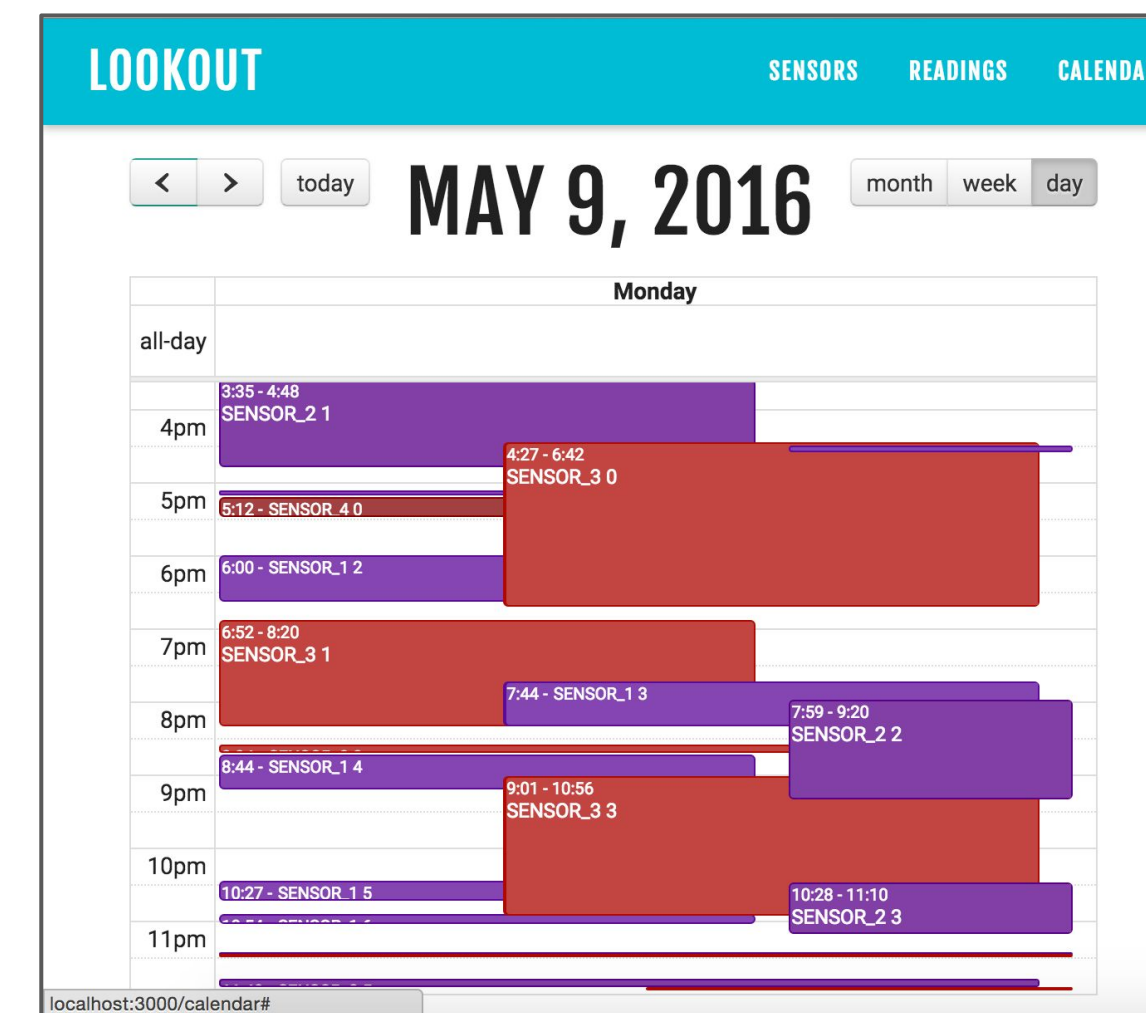 LOOKOUT
SENSORS READINGS CALENDA
today
MAY 9, 2016
month week day
Monday
all-day
3:35 - 4:48
SENSOR_2 1
4pm
4:27 - 6:42
SENSOR_3 0
5pm
5:12 - SENSOR_4 0
6pm
6:00 - SENSOR_1 2
6:52 - 8:20
7pm
SENSOR_3 1
7:44 - SENSOR_1 3
7:59 - 9:20
8pm
SENSOR_2 2
8:44 - SENSOR_1 4
9pm
9:01 - 10:56
SENSOR_3 3
10pm
10:27 - SENSOR_1 5
10:28 - 11:10
SENSOR_2 3
11pm
localhost:3000/calendar#